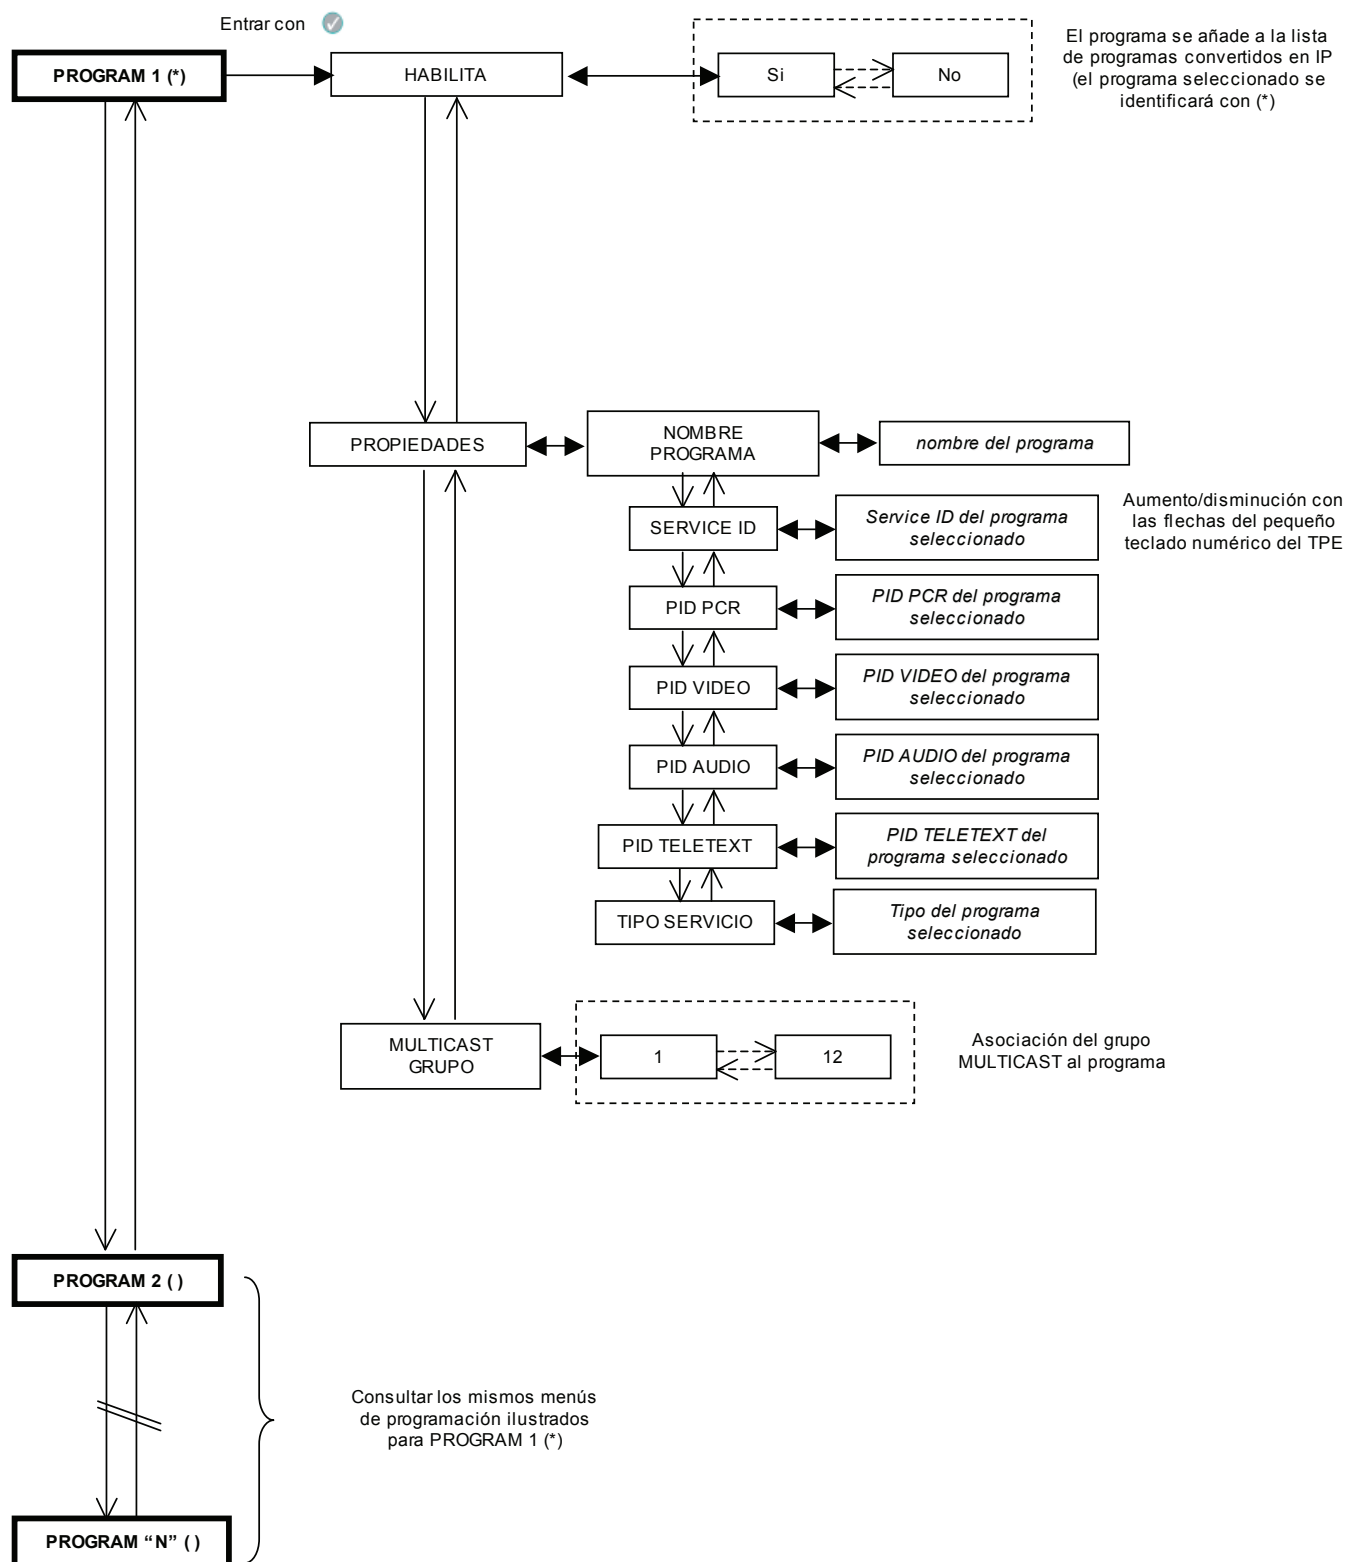 Entrar con
PROGRAM 1 (*)
HABILITA
Si
No
El programa se añade a la lista
de programas convertidos en IP
(el programa seleccionado se
identificará con (*)
PROPIEDADES
NOMBRE
PROGRAMA
nombre del programa
SERVICE ID
Service ID del programa
seleccionado
Aumento/disminución con
las flechas del pequeño
teclado numérico del TPE
PID PCR
PID PCR del programa
seleccionado
PID VIDEO
PID VIDEO del programa
seleccionado
PID AUDIO
PID AUDIO del programa
seleccionado
PID TELETEXT
PID TELETEXT del
programa seleccionado
TIPO SERVICIO
Tipo del programa
seleccionado
MULTICAST
GRUPO
1
12
Asociación del grupo
MULTICAST al programa
PROGRAM 2 ( )
Consultar los mismos menús
de programación ilustrados
para PROGRAM 1 (*)
PROGRAM “N” ( )